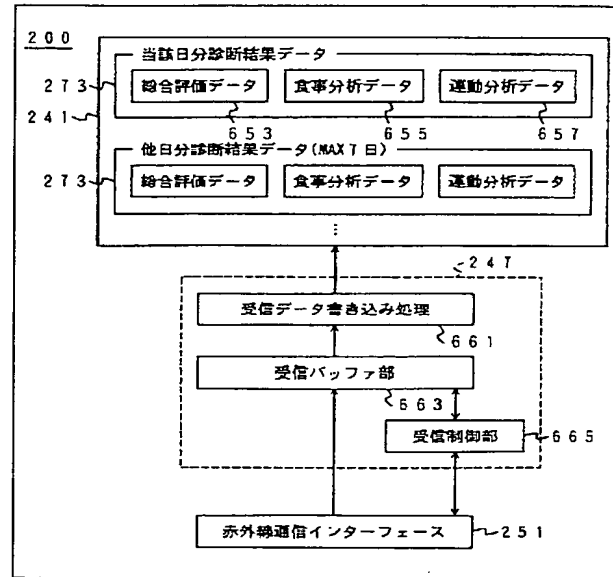 200
当該日分診断結果データ
273
総合評価データ
食事分析データ
運動分析データ
241
653
655
657
他日分診断結果データ(MAX7日)
273
総合評価データ
食事分析データ
運動分析データ
…
247
受信データ書き込み処理
661
受信バッファ部
663
受信制御部
665
赤外線通信インターフェース
251